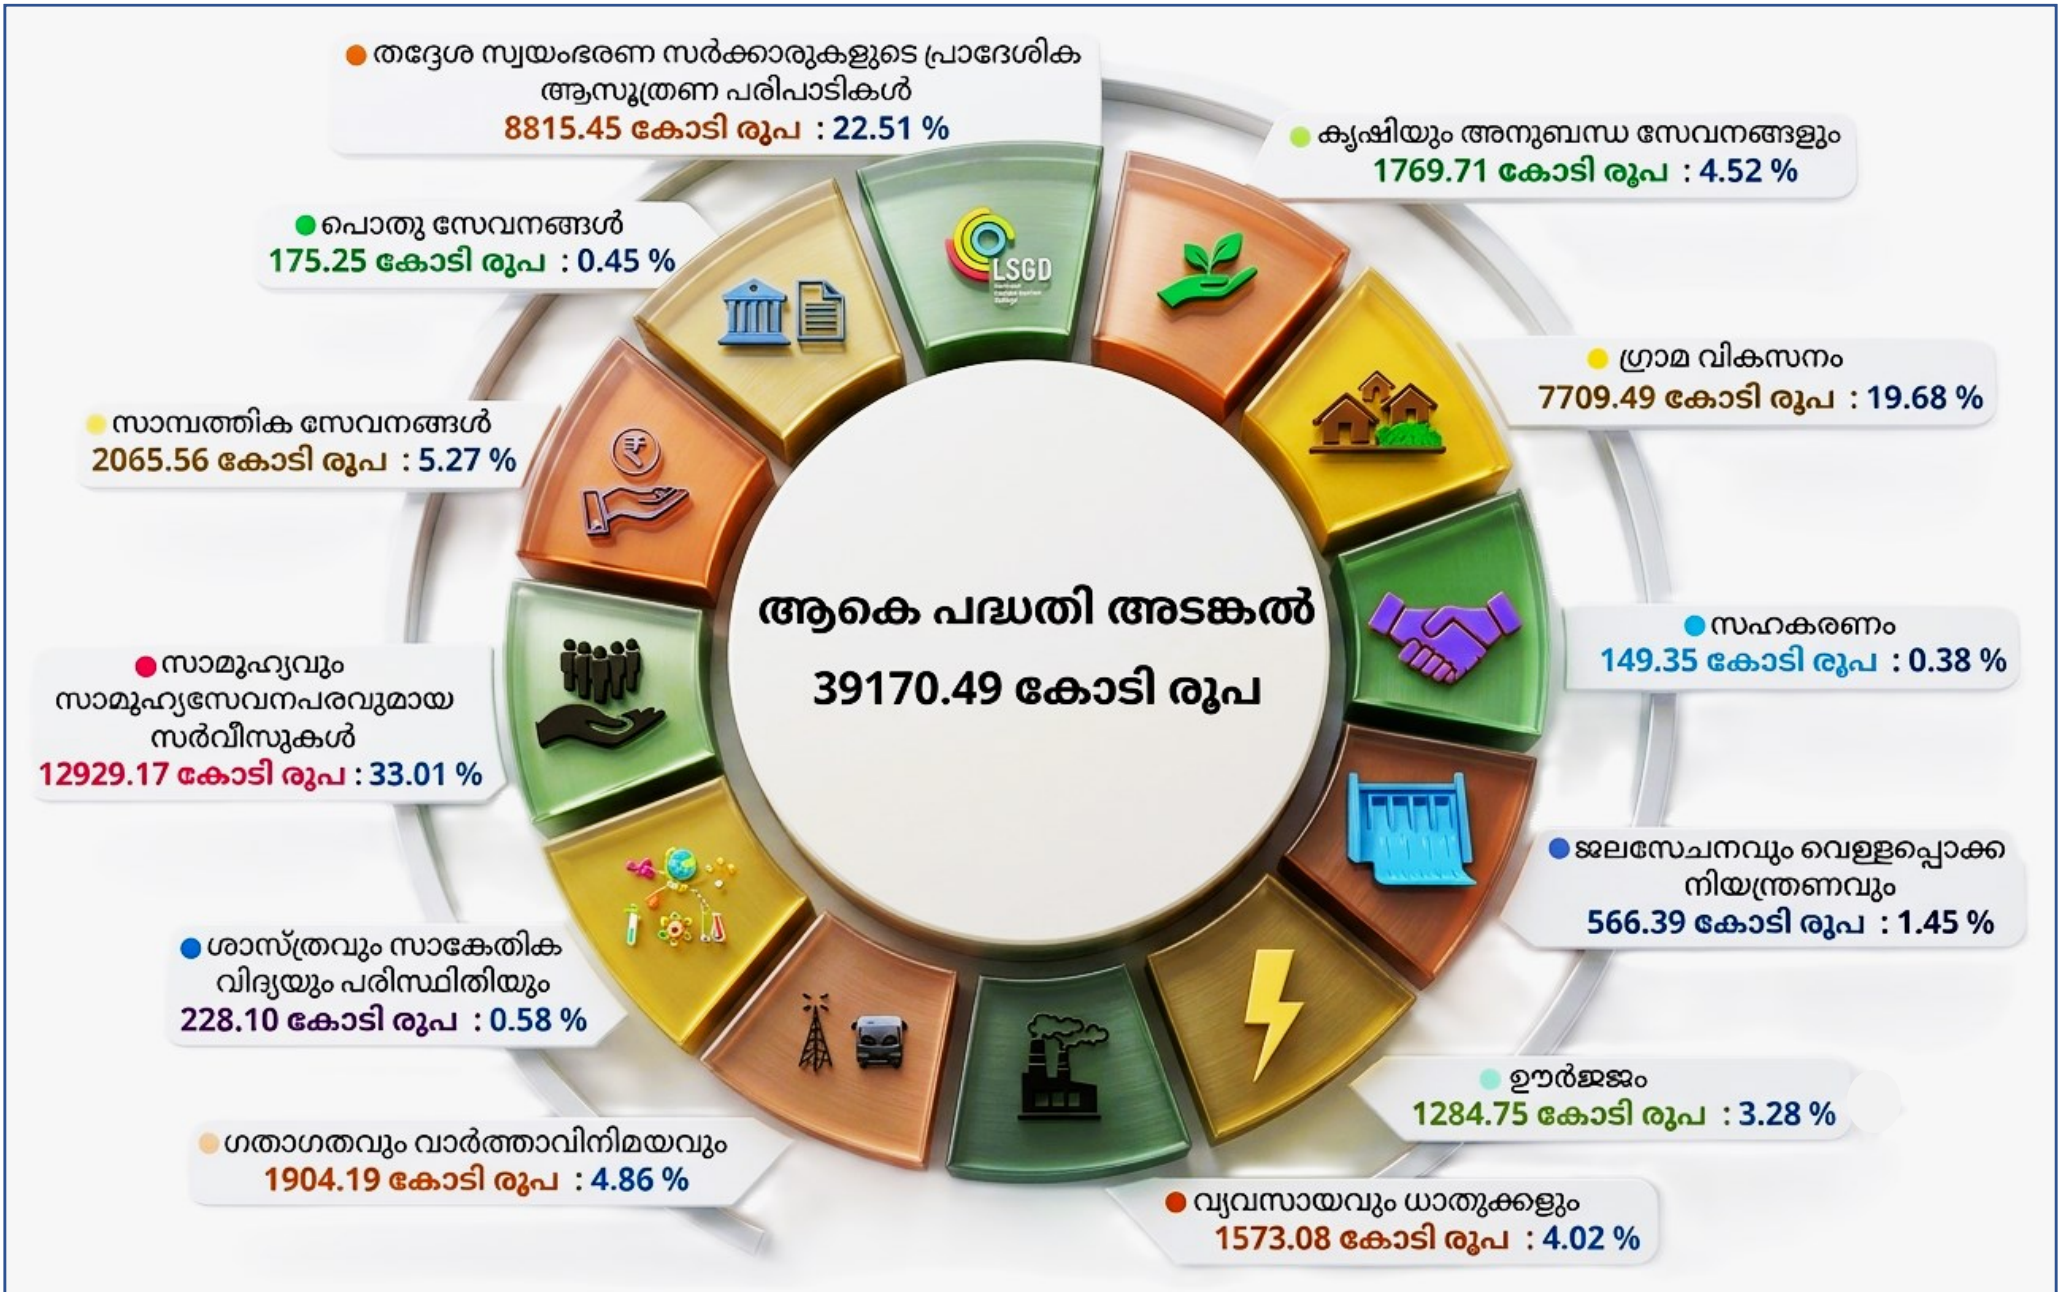 തദ്ദേശ സ്വയംഭരണ സർക്കാരുകളുടെ പ്രാദേശിക
ആസൂത്രണ പരിപാടികൾ
8815.45 കോടി രൂപ : 22.51 %
കൃഷിയും അനുബന്ധ സേവനങ്ങളും
1769.71 കോടി രൂപ : 4.52 %
ഗ്രാമ വികസനം
7709.49 കോടി രൂപ : 19.68 %
സഹകരണം
149.35 കോടി രൂപ : 0.38 %
ജലസേചനവും വെള്ളപ്പൊക്ക
നിയന്ത്രണവും
566.39 കോടി രൂപ : 1.45 %
ഊർജ്ജം
1284.75 കോടി രൂപ : 3.28 %
വ്യവസായവും ധാതുക്കളും
1573.08 കോടി രൂപ : 4.02 %
ഗതാഗതവും വാർത്താവിനിമയവും
1904.19 കോടി രൂപ : 4.86 %
ശാസ്ത്രവും സാങ്കേതിക
വിദ്യയും പരിസ്ഥിതിയും
228.10 കോടി രൂപ : 0.58 %
സാമൂഹ്യവും
സാമൂഹ്യസേവനപരവുമായ
സർവീസുകൾ
12929.17 കോടി രൂപ : 33.01 %
സാമ്പത്തിക സേവനങ്ങൾ
2065.56 കോടി രൂപ : 5.27 %
പൊതു സേവനങ്ങൾ
175.25 കോടി രൂപ : 0.45 %
LSGD
ആകെ പദ്ധതി അടങ്കൽ
39170.49 കോടി രൂപ